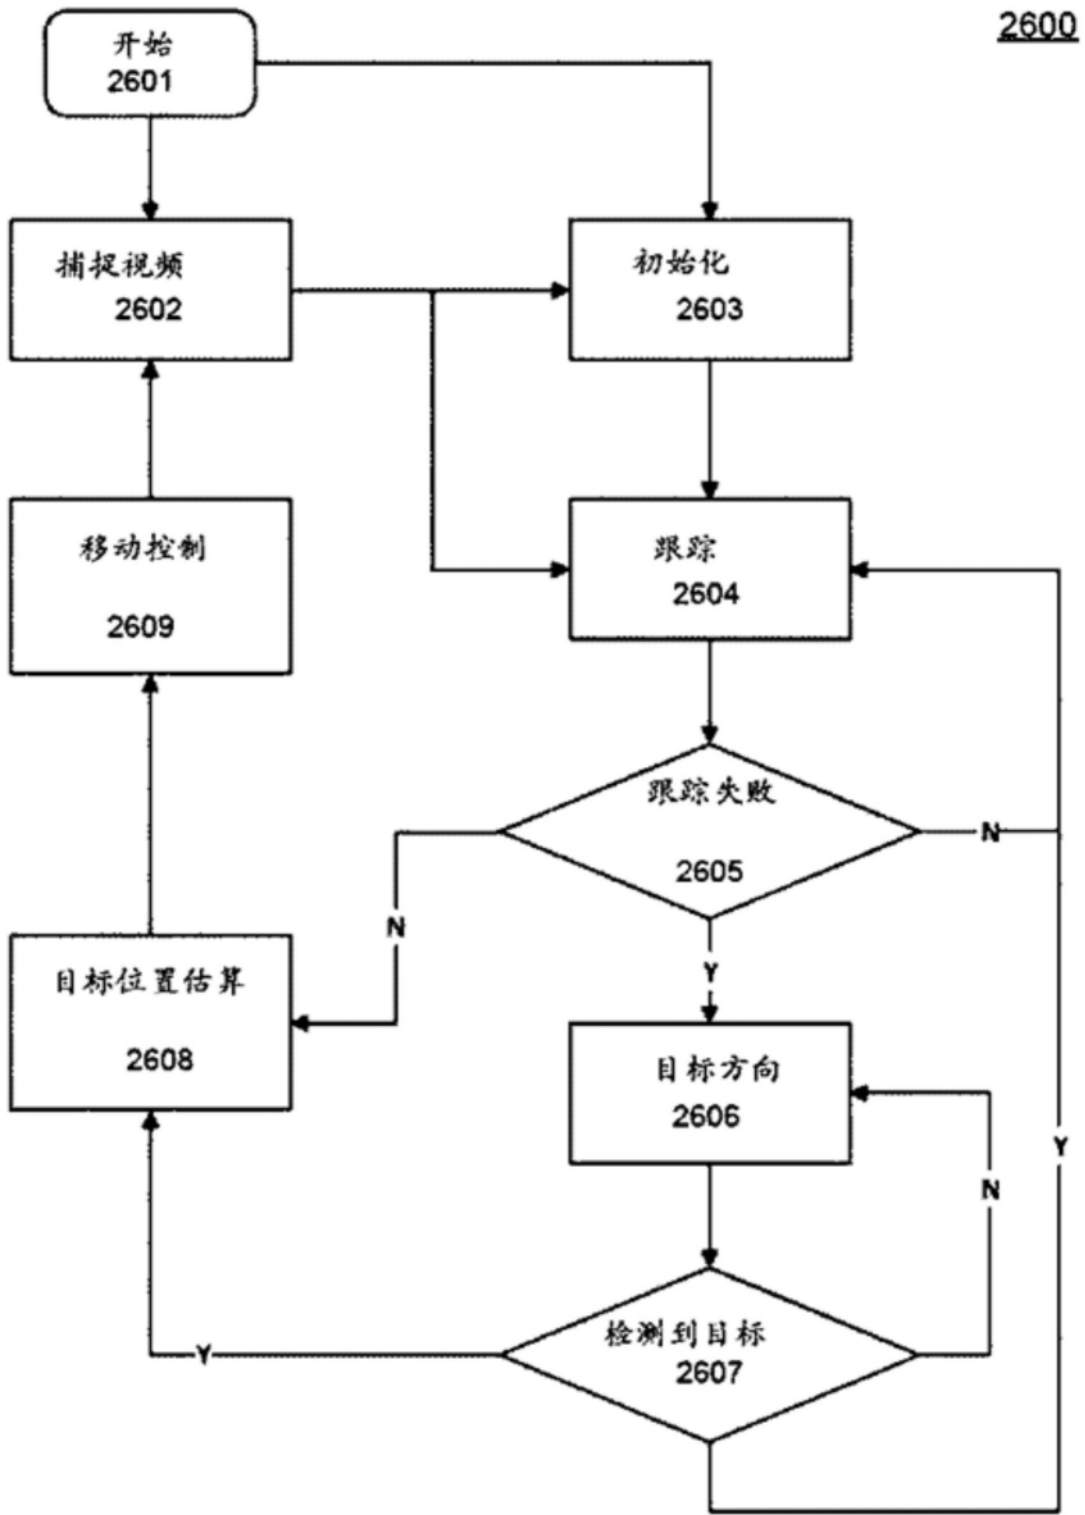 2600
开始
2601
捕捉视频
2602
初始化
2603
移动控制
2609
跟踪
2604
跟踪失败
2605
N
N
Y
目标位置估算
2608
目标方向
2606
Y
N
检测到目标
2607
Y